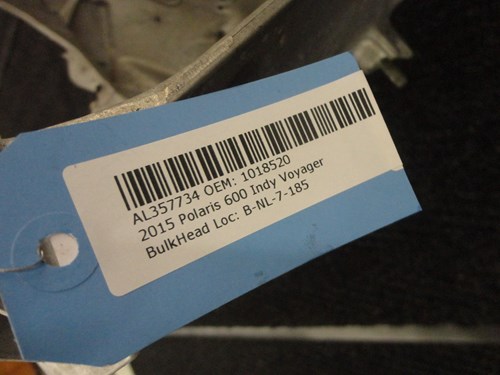 AL357734 OEM: 1018520
2015 Polaris 600 Indy Voyager
BulkHead Loc: B-NL-7-185